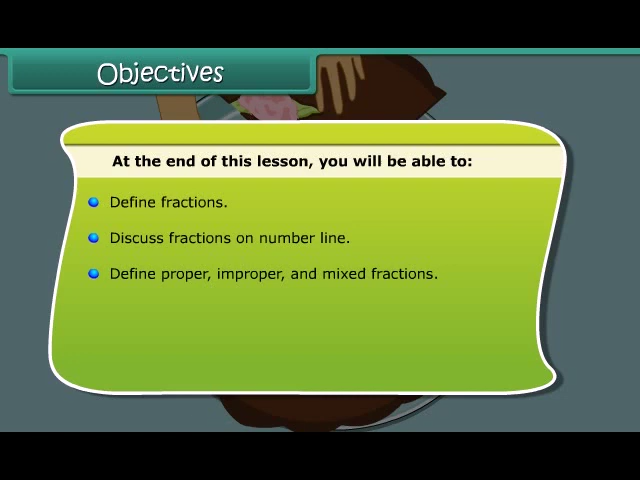 Objectives
At the end of this lesson, you will be able to:
Define fractions.
Discuss fractions on number line.
Define proper, improper, and mixed fractions.